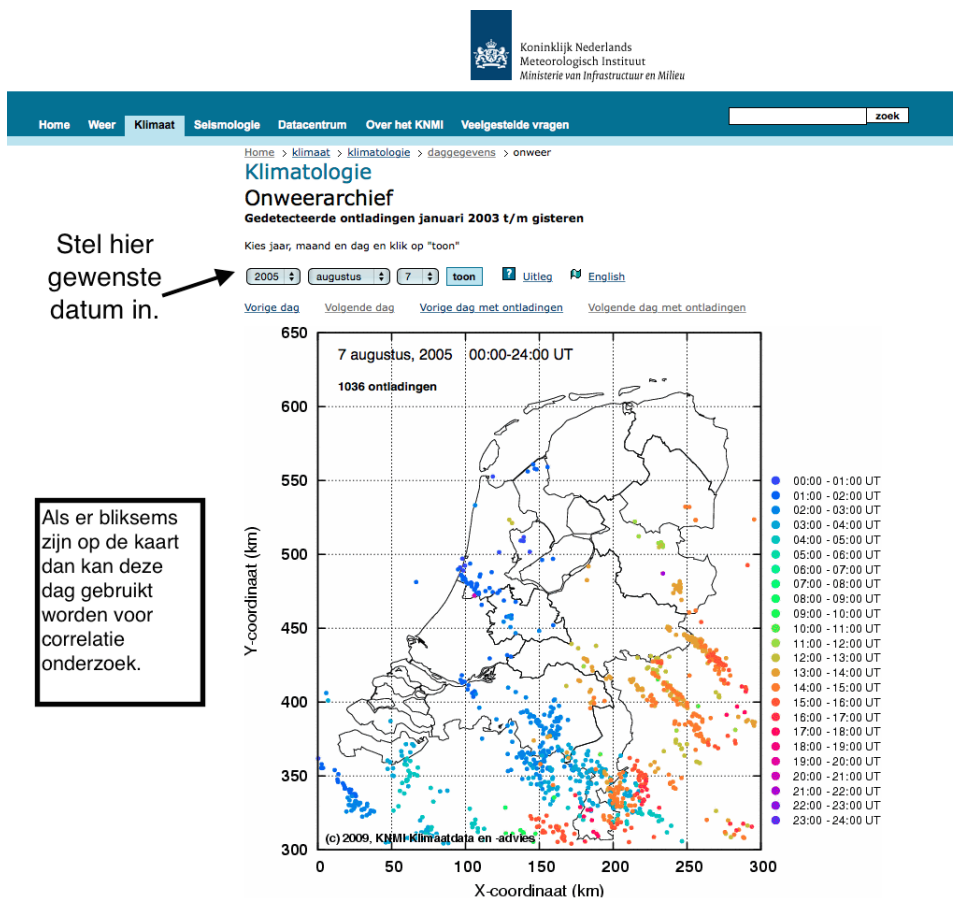 Koninklijk Nederlands
Meteorologisch Instituut
Ministerie van Infrastructuur en Milieu
Home Weer Klimaat Seismologie Datacentrum Over het KNMI Veelgestelde vragen zoek
Home > klimaat > klimatologie > daggegevens > onweer
Klimatologie
Onweerarchief
Gedetecteerde ontladingen januari 2003 t/m gisteren
Kies jaar, maand en dag en klik op "toon"
Stel hier
gewenste
datum in.
2005 augustus 7 toon ? Uitleg English
Vorige dag Volgende dag Vorige dag met ontladingen Volgende dag met ontladingen
7 augustus, 2005 00:00-24:00 UT
1036 ontladingen
650
600
550
500
450
400
350
300
Y-coordinaat (km)
Als er bliksems
zijn op de kaart
dan kan deze
dag gebruikt
worden voor
correlatie
onderzoek.
00:00 - 01:00 UT
01:00 - 02:00 UT
02:00 - 03:00 UT
03:00 - 04:00 UT
04:00 - 05:00 UT
05:00 - 06:00 UT
06:00 - 07:00 UT
07:00 - 08:00 UT
08:00 - 09:00 UT
09:00 - 10:00 UT
10:00 - 11:00 UT
11:00 - 12:00 UT
12:00 - 13:00 UT
13:00 - 14:00 UT
14:00 - 15:00 UT
15:00 - 16:00 UT
16:00 - 17:00 UT
17:00 - 18:00 UT
18:00 - 19:00 UT
19:00 - 20:00 UT
20:00 - 21:00 UT
21:00 - 22:00 UT
22:00 - 23:00 UT
23:00 - 24:00 UT
(c) 2009, KNMI Klimaatdata en -advies
0 50 100 150 200 250 300
X-coordinaat (km)